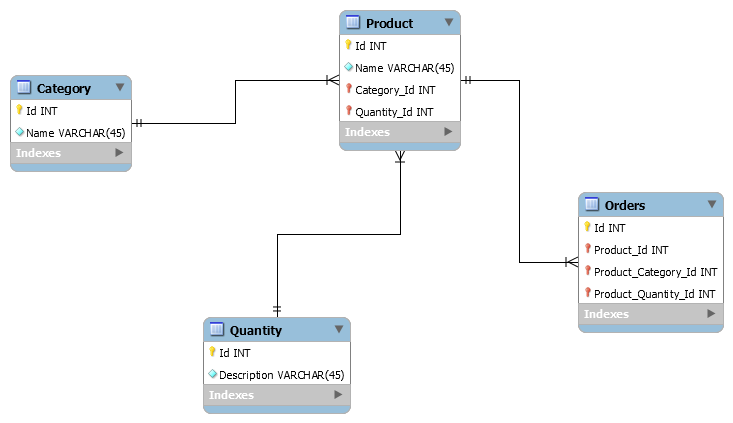 Product
Id INT
Name VARCHAR(45)
Category_Id INT
Quantity_Id INT
Indexes
Category
Id INT
Name VARCHAR(45)
Indexes
Orders
Id INT
Product_Id INT
Product_Category_Id INT
Product_Quantity_Id INT
Indexes
Quantity
Id INT
Description VARCHAR(45)
Indexes